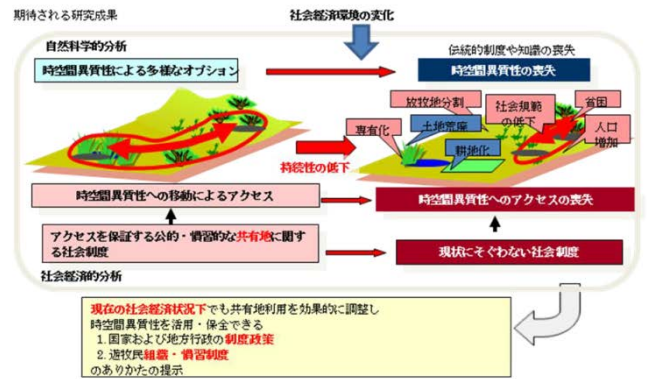 期待される研究成果
社会経済環境の変化
自然科学的分析
伝統的制度や知識の喪失
時空間異質性による多様なオプション
時空間異質性の喪失
放牧地分割
社会規範
の低下
貧困
専有化
土地荒廃
人口
増加
耕地化
持続性の低下
時空間異質性への移動によるアクセス
時空間異質性へのアクセスの喪失
アクセスを保証する公的・慣習的な共有地に関す
る社会制度
現状にそぐわない社会制度
社会経済的分析
現在の社会経済状況下でも共有地利用を効果的に調整し
時空間異質性を活用・保全できる
1.国家および地方行政の制度政策
2.遊牧民組織・慣習制度
のありかたの提示